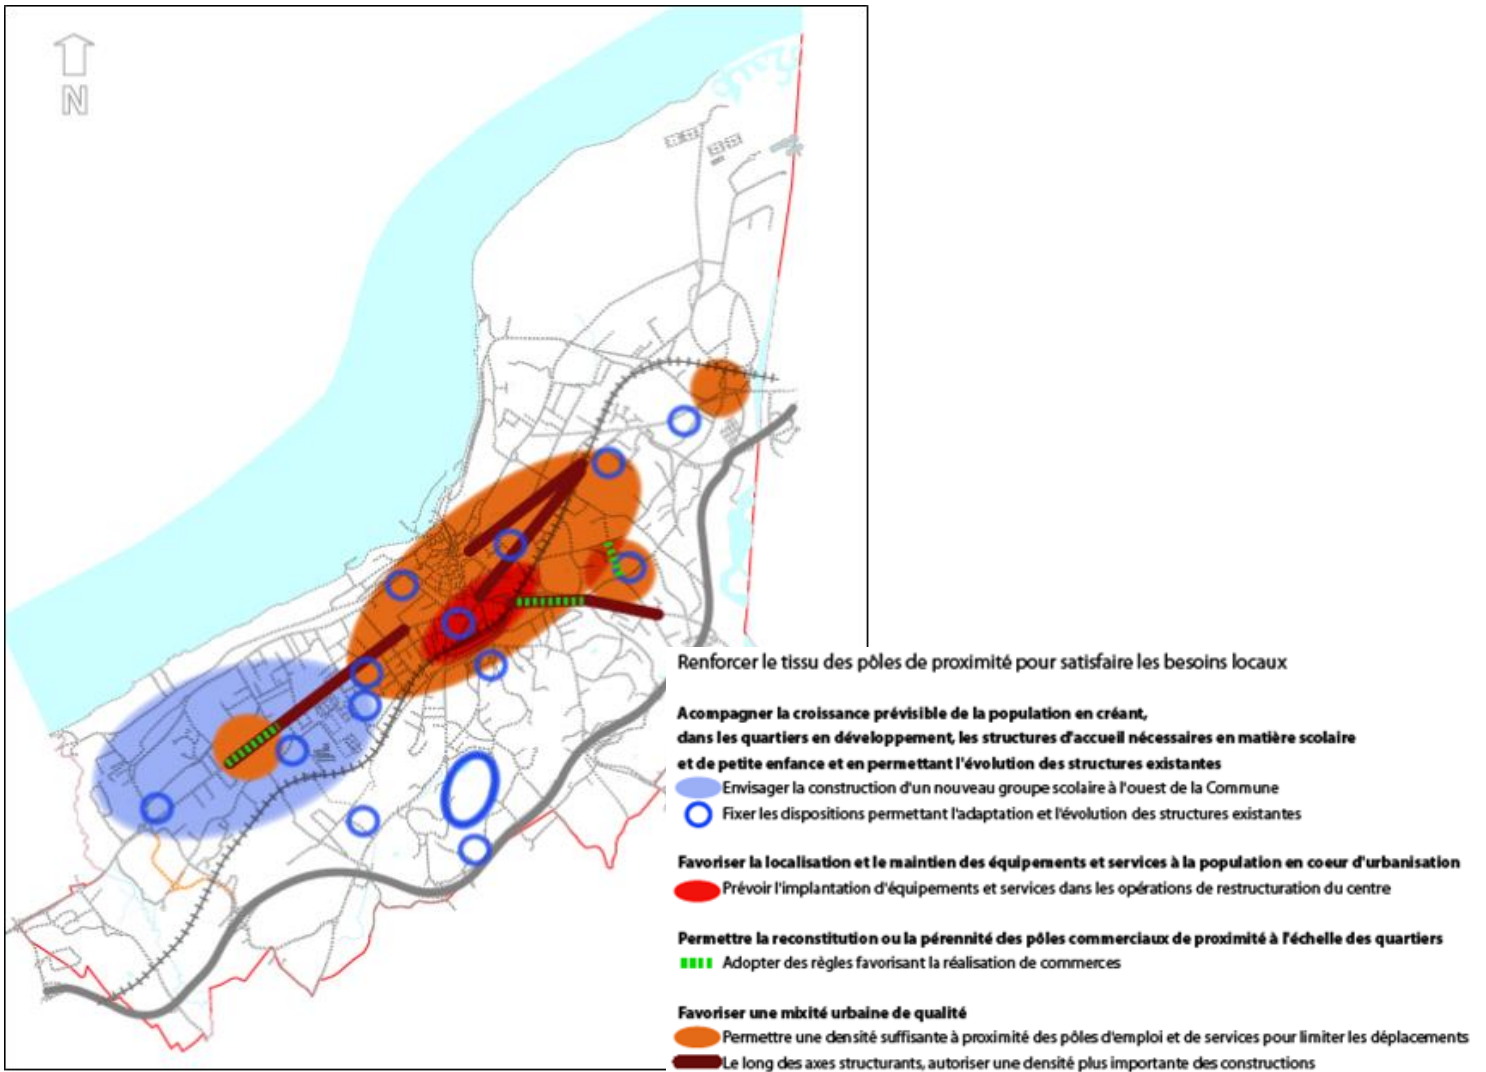 N
Renforcer le tissu des pôles de proximité pour satisfaire les besoins locaux
Acompagner la croissance prévisible de la population en créant,
dans les quartiers en développement, les structures d'accueil nécessaires en matière scolaire
et de petite enfance et en permettant l'évolution des structures existantes
Envisager la construction d'un nouveau groupe scolaire à l'ouest de la Commune
Fixer les dispositions permettant l'adaptation et l'évolution des structures existantes
Favoriser la localisation et le maintien des équipements et services à la population en coeur d'urbanisation
Prévoir l'implantation d'équipements et services dans les opérations de restructuration du centre
Permettre la reconstitution ou la pérennité des pôles commerciaux de proximité à l'échelle des quartiers
Adopter des règles favorisant la réalisation de commerces
Favoriser une mixité urbaine de qualité
Permettre une densité suffisante à proximité des pôles d'emploi et de services pour limiter les déplacements
Le long des axes structurants, autoriser une densité plus importante des constructions